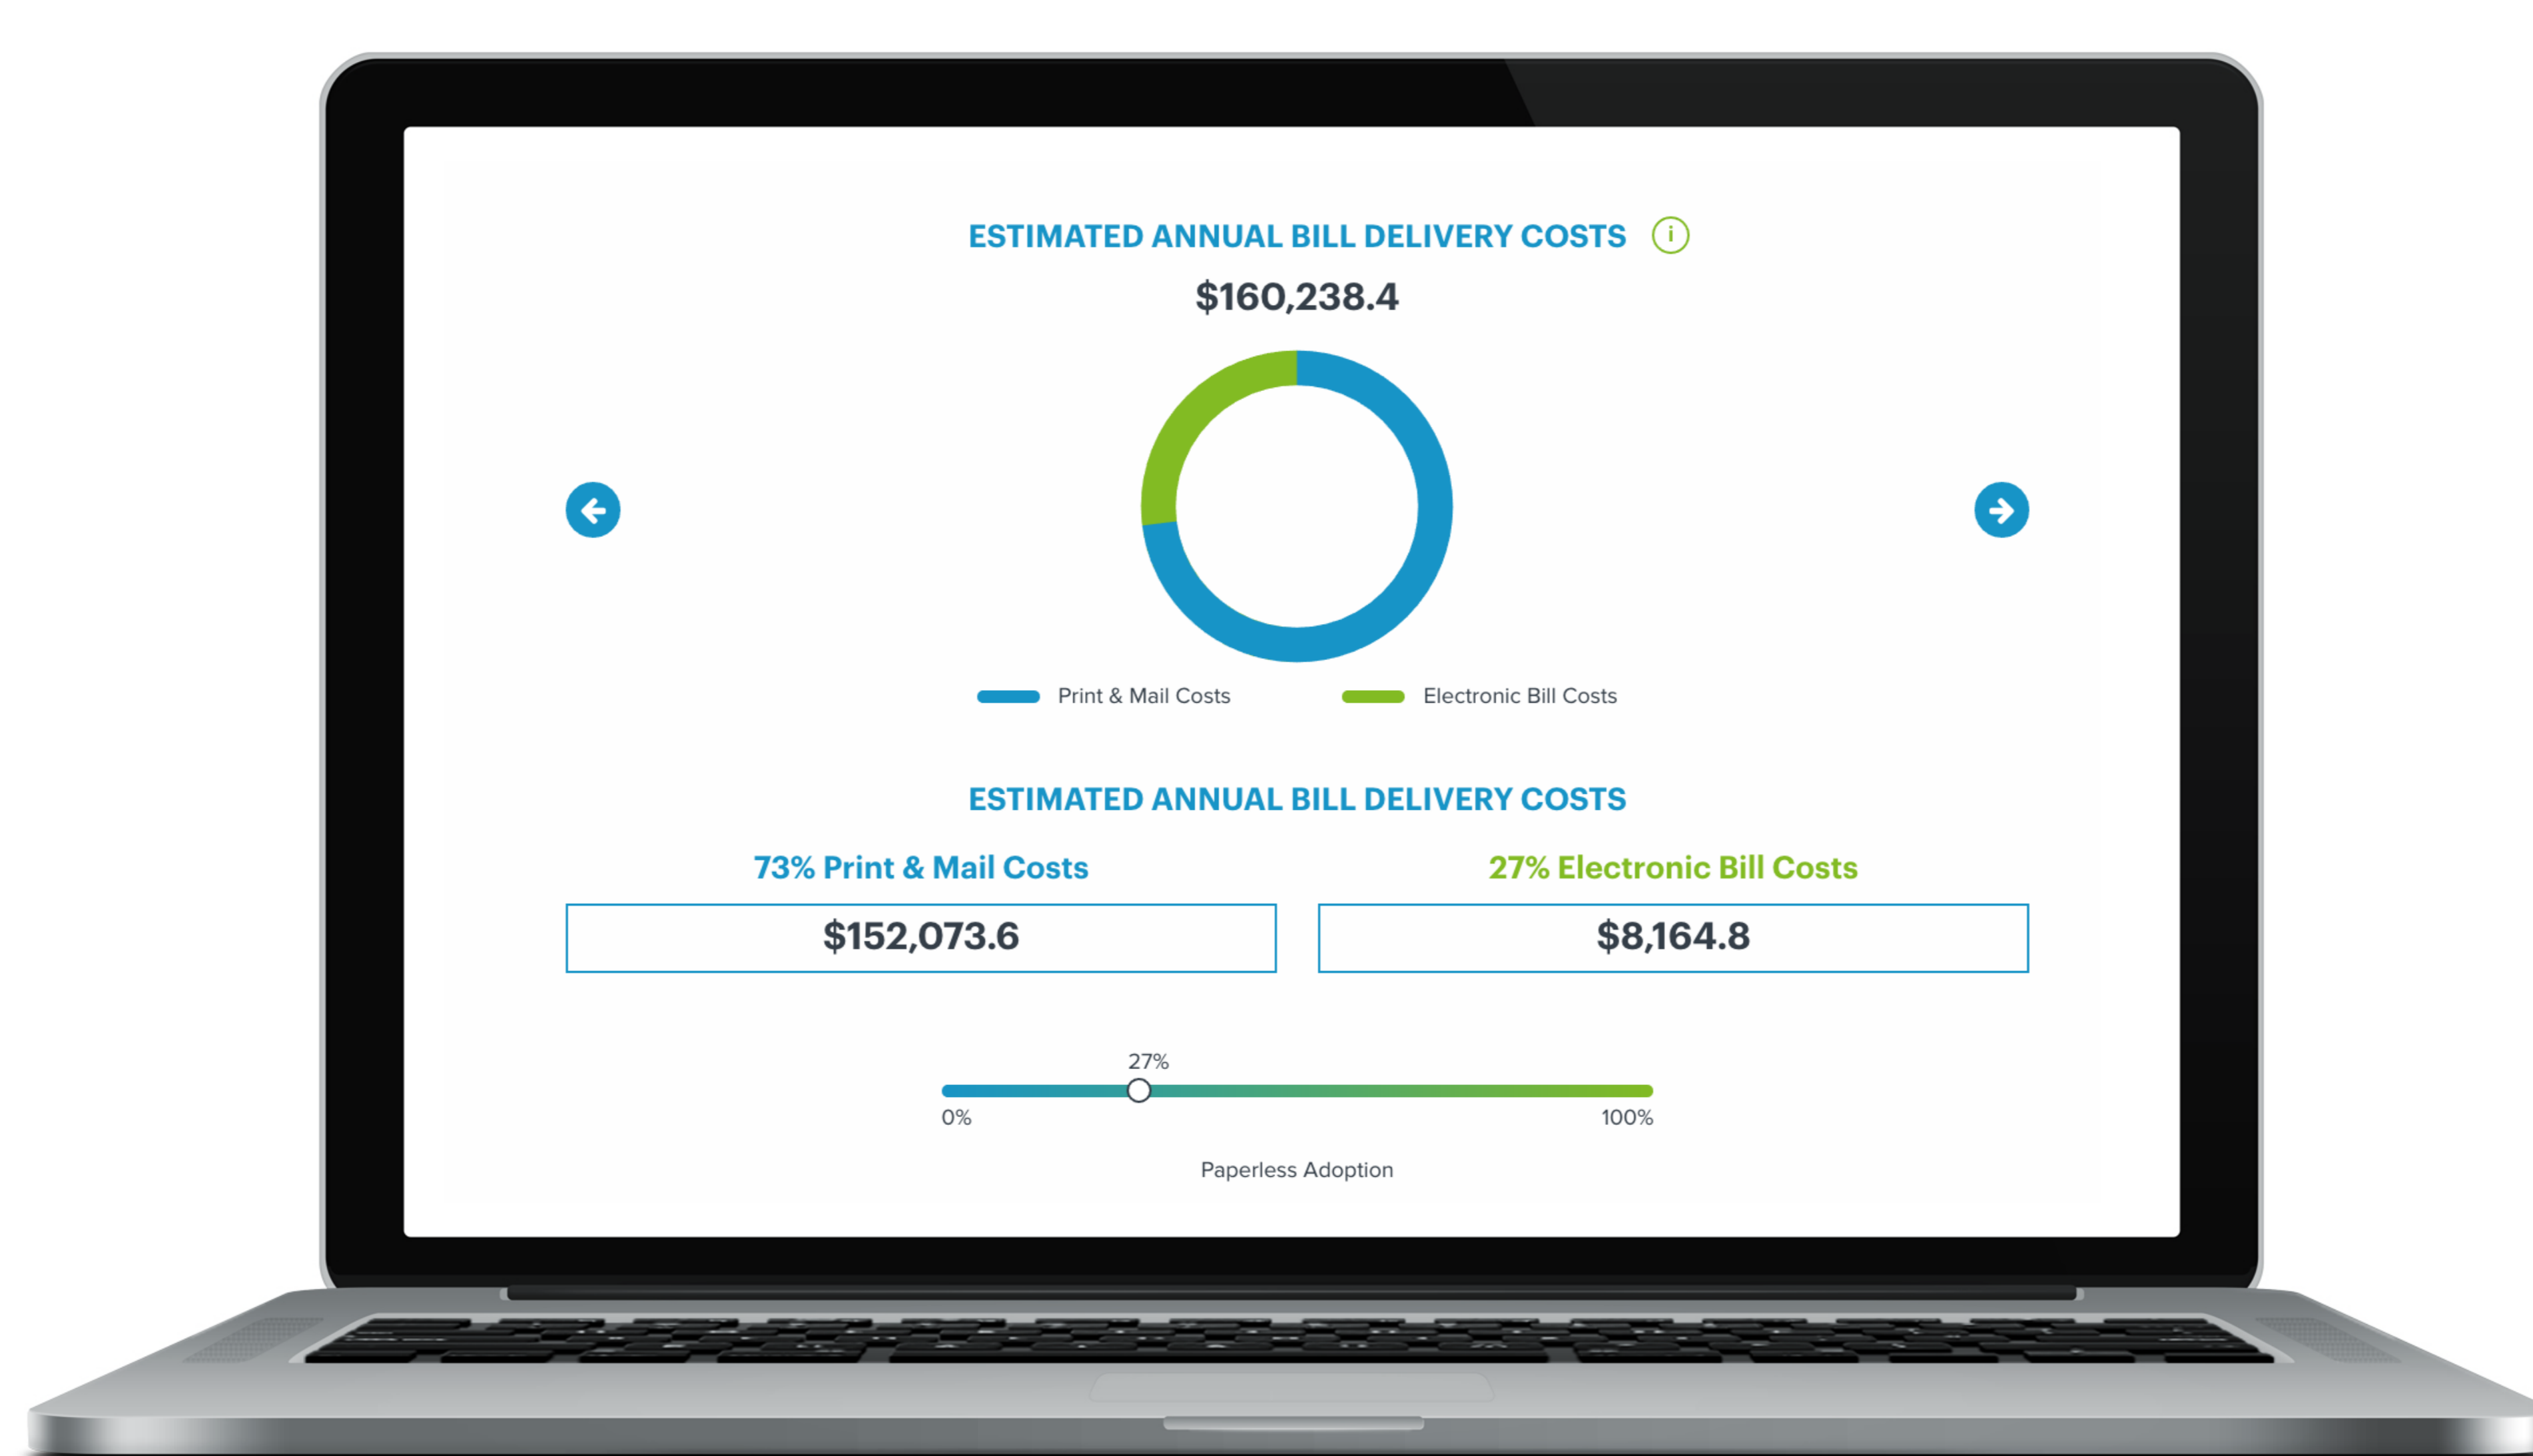 ESTIMATED ANNUAL BILL DELIVERY COSTS i
$160,238.4
Print & Mail Costs
Electronic Bill Costs
ESTIMATED ANNUAL BILL DELIVERY COSTS
73% Print & Mail Costs
27% Electronic Bill Costs
$152,073.6
$8,164.8
27%
0%
100%
Paperless Adoption